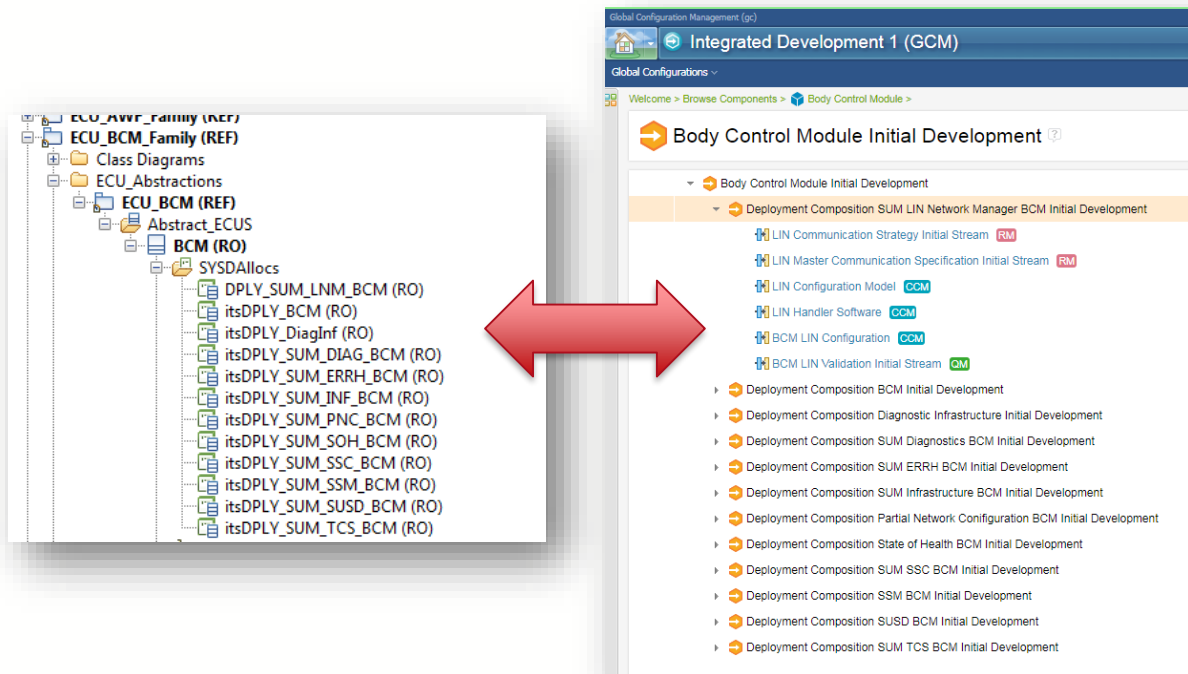 ECU_AWF_Family (REF)
ECU_BCM_Family (REF)
Class Diagrams
ECU_Abstractions
ECU_BCM (REF)
Abstract_ECUS
BCM (RO)
SYSDAllocs
DPLY_SUM_LNM_BCM (RO)
itsDPLY_BCM (RO)
itsDPLY_DiagInf (RO)
itsDPLY_SUM_DIAG_BCM (RO)
itsDPLY_SUM_ERRH_BCM (RO)
itsDPLY_SUM_INF_BCM (RO)
itsDPLY_SUM_PNC_BCM (RO)
itsDPLY_SUM_SOH_BCM (RO)
itsDPLY_SUM_SSC_BCM (RO)
itsDPLY_SUM_SSM_BCM (RO)
itsDPLY_SUM_SUSD_BCM (RO)
itsDPLY_SUM_TCS_BCM (RO)
Global Configuration Management (gc)
Integrated Development 1 (GCM)
Global Configurations
Welcome > Browse Components > Body Control Module >
Body Control Module Initial Development ?
Body Control Module Initial Development
Deployment Composition SUM LIN Network Manager BCM Initial Development
LIN Communication Strategy Initial Stream RM
LIN Master Communication Specification Initial Stream RM
LIN Configuration Model CCM
LIN Handler Software CCM
BCM LIN Configuration CCM
BCM LIN Validation Initial Stream QM
Deployment Composition BCM Initial Development
Deployment Composition Diagnostic Infrastructure Initial Development
Deployment Composition SUM Diagnostics BCM Initial Development
Deployment Composition SUM ERRH BCM Initial Development
Deployment Composition SUM Infrastructure BCM Initial Development
Deployment Composition Partial Network Configuration BCM Initial Development
Deployment Composition State of Health BCM Initial Development
Deployment Composition SUM SSC BCM Initial Development
Deployment Composition SSM BCM Initial Development
Deployment Composition SUSD BCM Initial Development
Deployment Composition SUM TCS BCM Initial Development